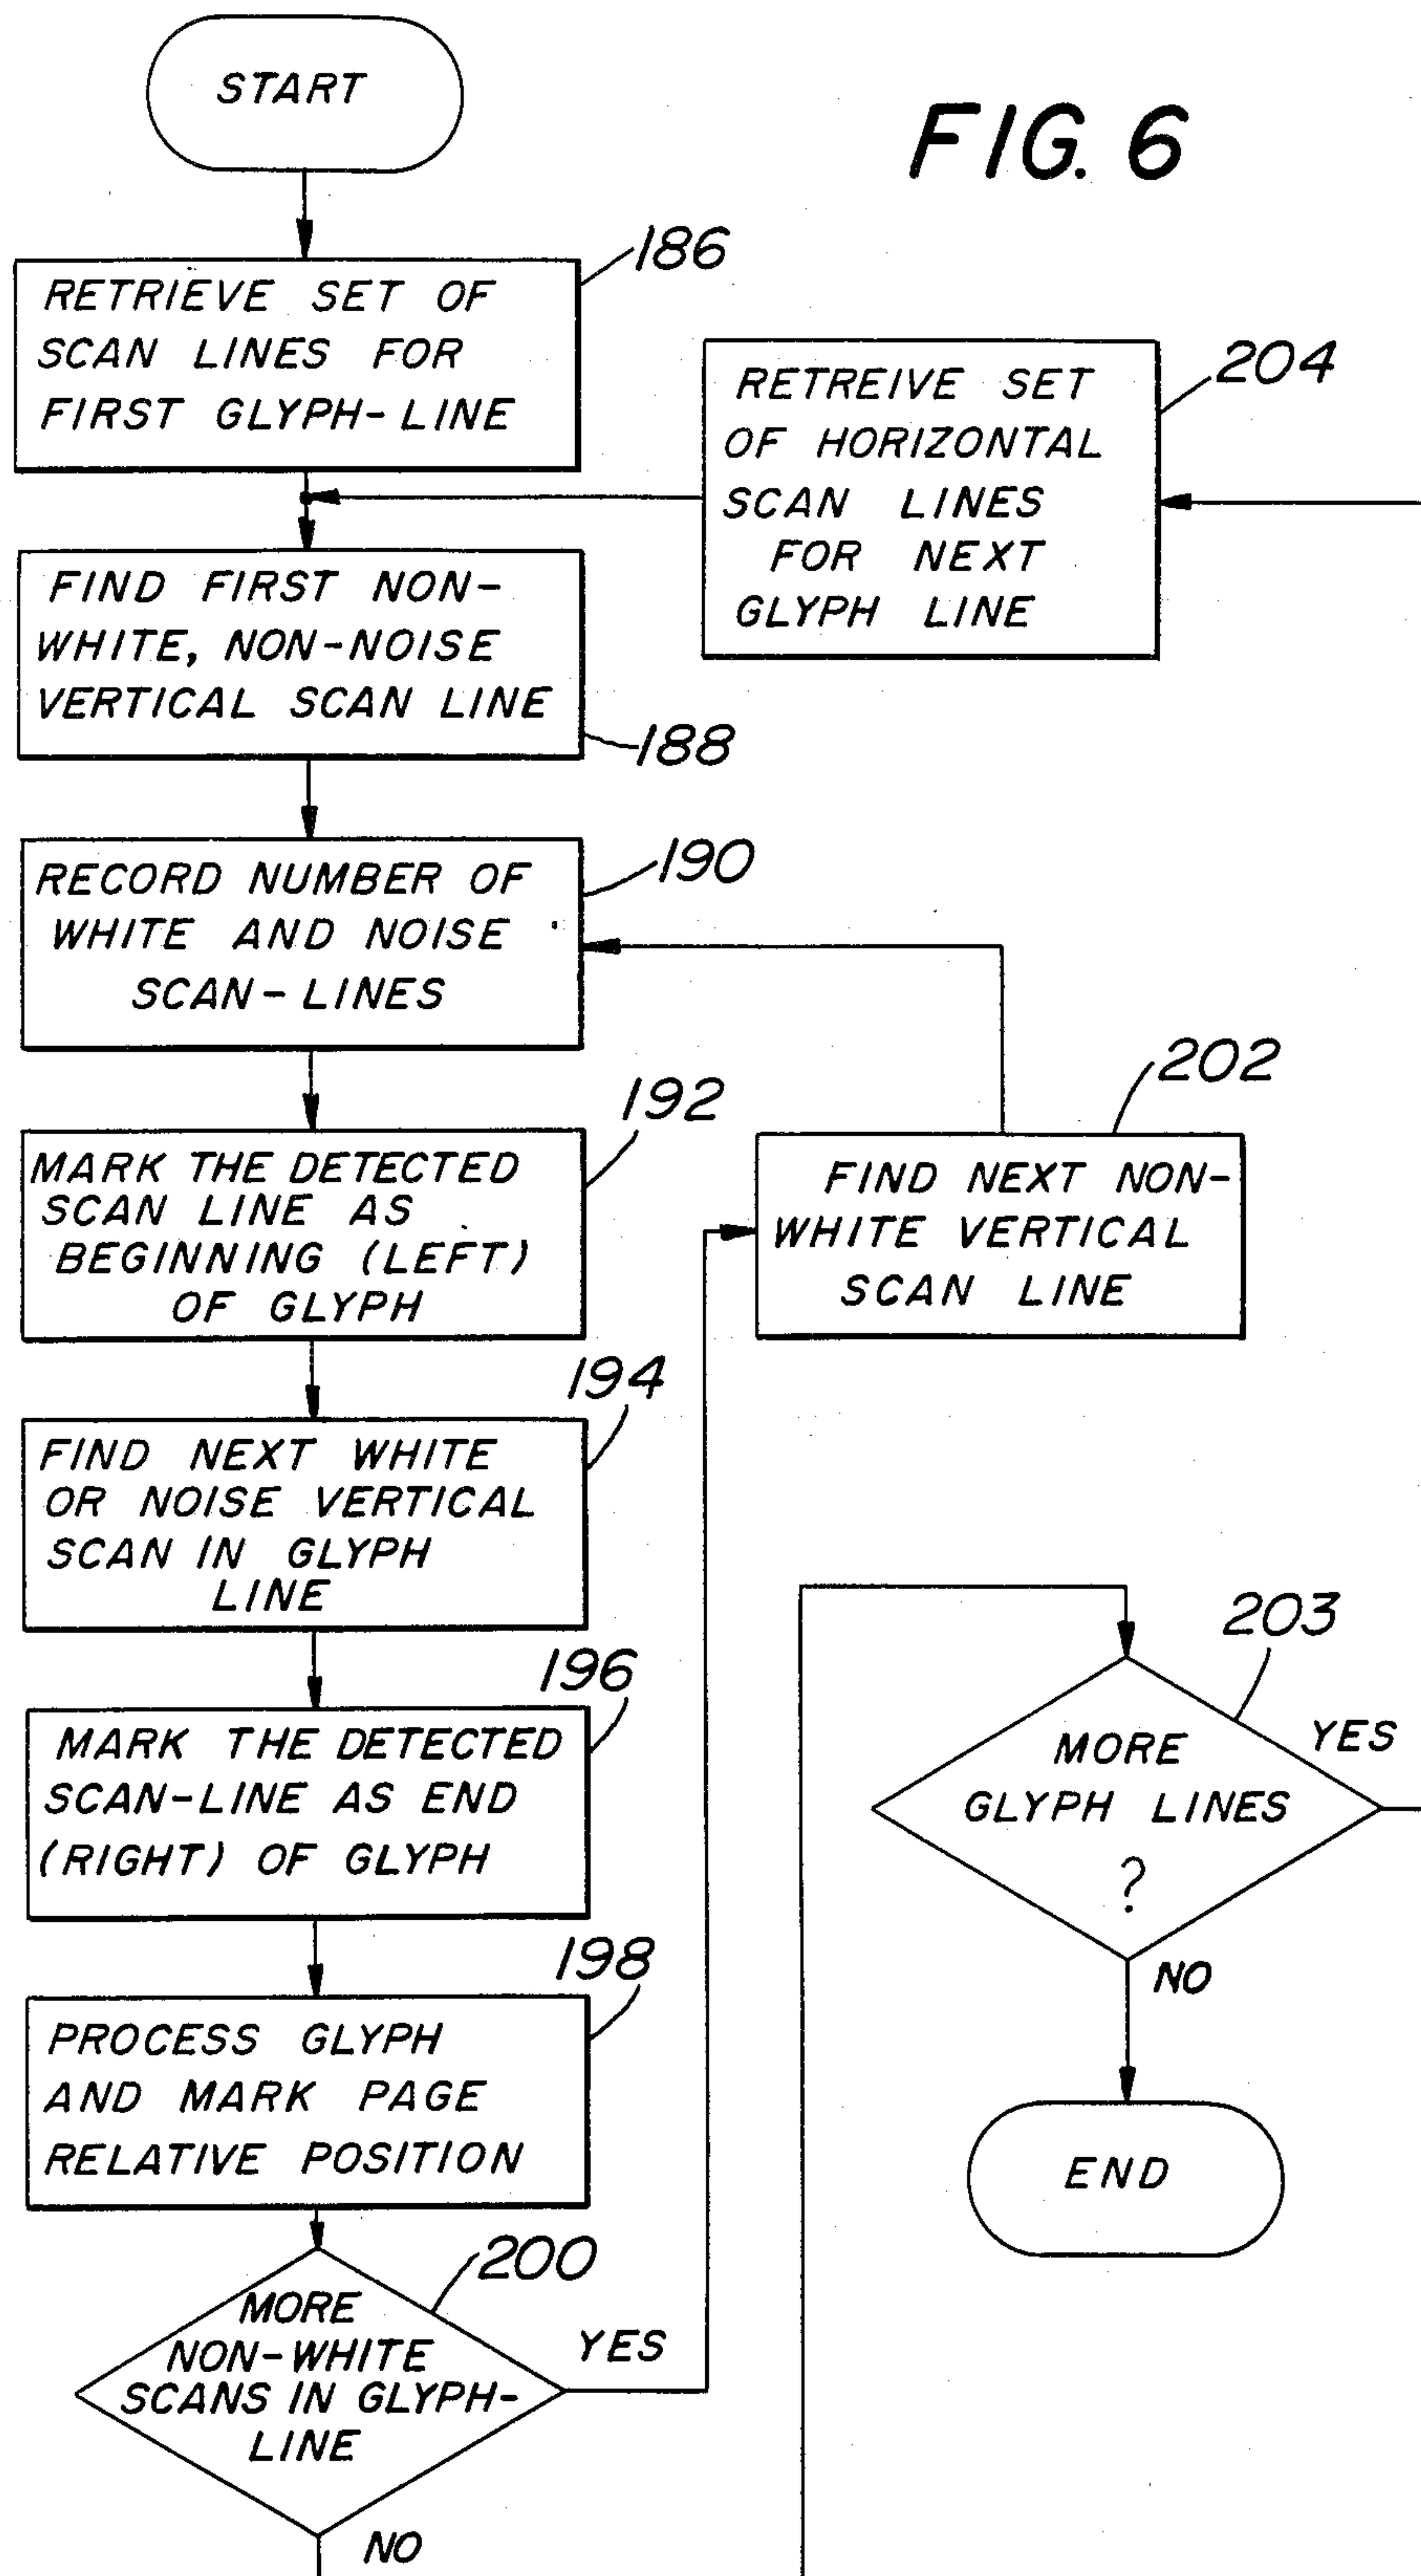 START
FIG. 6
186
RETRIEVE SET OF
SCAN LINES FOR
FIRST GLYPH-LINE
204
RETREIVE SET
OF HORIZONTAL
SCAN LINES
FOR NEXT
GLYPH LINE
FIND FIRST NON-
WHITE, NON-NOISE
VERTICAL SCAN LINE
188
190
RECORD NUMBER OF
WHITE AND NOISE
SCAN-LINES
192
MARK THE DETECTED
SCAN LINE AS
BEGINNING (LEFT)
OF GLYPH
202
FIND NEXT NON-
WHITE VERTICAL
SCAN LINE
194
FIND NEXT WHITE
OR NOISE VERTICAL
SCAN IN GLYPH
LINE
196
MARK THE DETECTED
SCAN-LINE AS END
(RIGHT) OF GLYPH
198
PROCESS GLYPH
AND MARK PAGE
RELATIVE POSITION
200
MORE
NON-WHITE
SCANS IN GLYPH-
LINE
YES
NO
203
MORE
GLYPH LINES
?
YES
NO
END